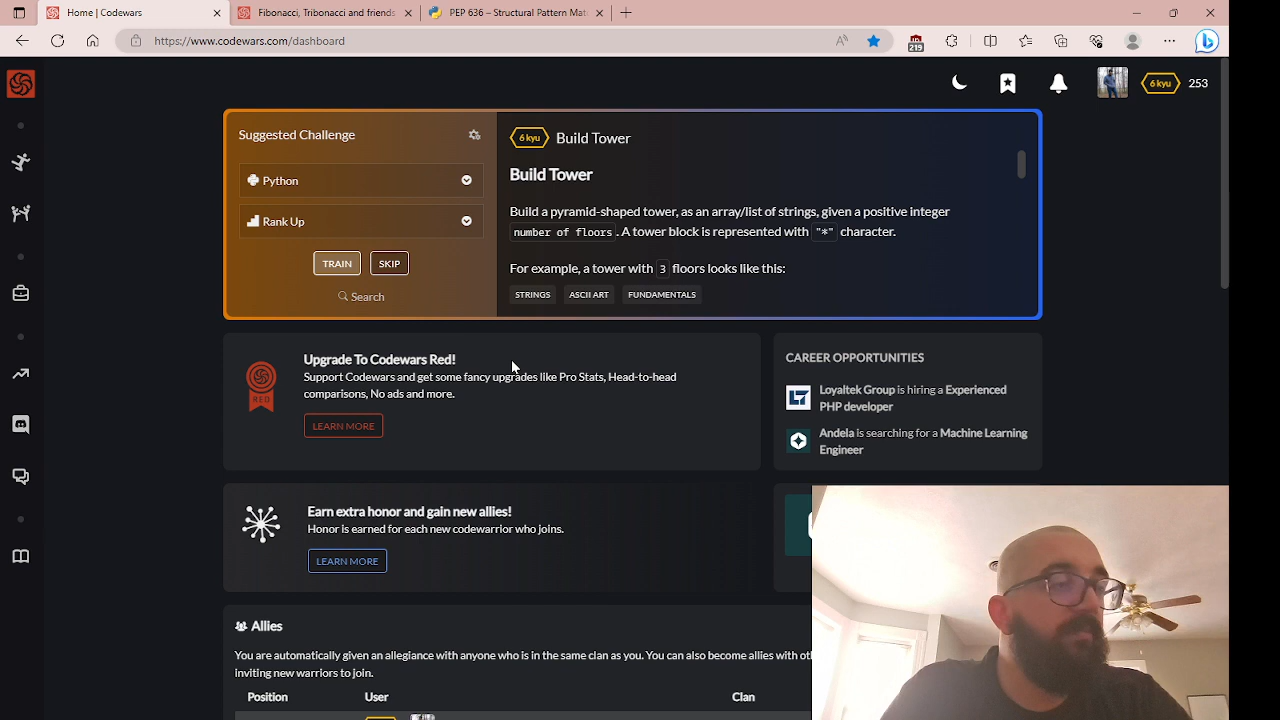 Home | Codewars
Fibonacci, Tribonacci and friends
PEP 636 – Structural Pattern Mat
https://www.codewars.com/dashboard
219
6 kyu
253
Suggested Challenge
Python
Rank Up
TRAIN
SKIP
Search
6 kyu
Build Tower
Build Tower
Build a pyramid-shaped tower, as an array/list of strings, given a positive integer
number of floors. A tower block is represented with "*" character.
For example, a tower with 3 floors looks like this:
STRINGS
ASCII ART
FUNDAMENTALS
RED
Upgrade To Codewars Red!
Support Codewars and get some fancy upgrades like Pro Stats, Head-to-head
comparisons, No ads and more.
LEARN MORE
CAREER OPPORTUNITIES
Loyaltek Group is hiring a Experienced
PHP developer
Andela is searching for a Machine Learning
Engineer
Earn extra honor and gain new allies!
Honor is earned for each new codewarrior who joins.
LEARN MORE
Allies
You are automatically given an allegiance with anyone who is in the same clan as you. You can also become allies with
inviting new warriors to join.
Position
User
Clan